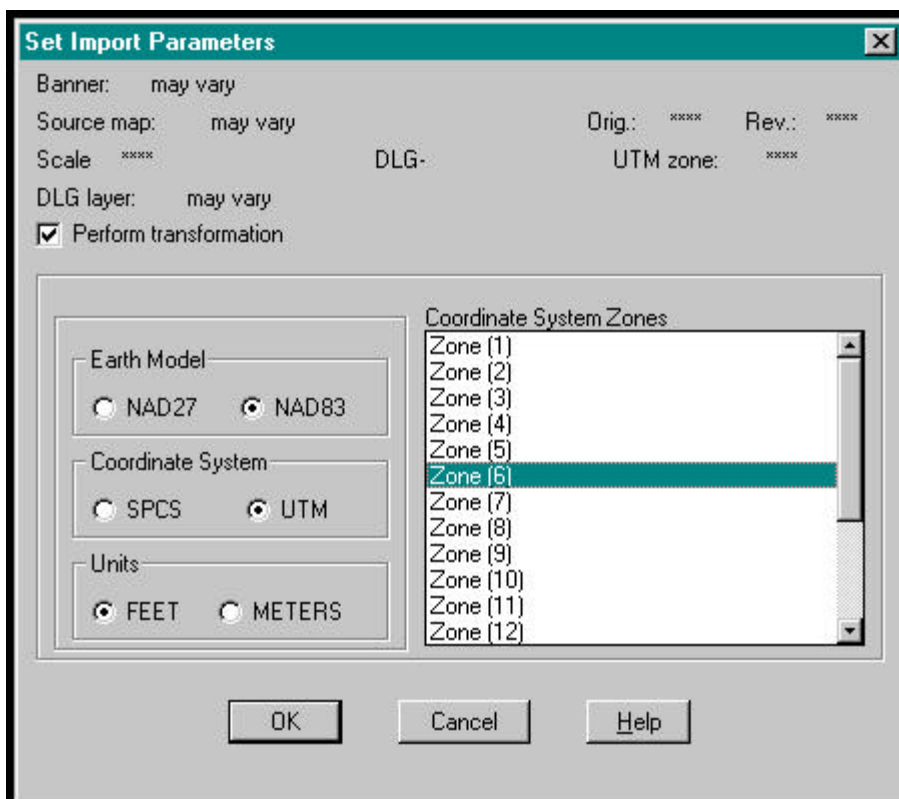 Set Import Parameters
Banner: may vary
Source map: may vary Orig.: **** Rev.: ****
Scale **** DLG- UTM zone: ****
DLG layer: may vary
Perform transformation
Earth Model
NAD27 NAD83
Coordinate System
SPCS UTM
Units
FEET METERS
Coordinate System Zones
Zone (1)
Zone (2)
Zone (3)
Zone (4)
Zone (5)
Zone (6)
Zone (7)
Zone (8)
Zone (9)
Zone (10)
Zone (11)
Zone (12)
OK Cancel Help